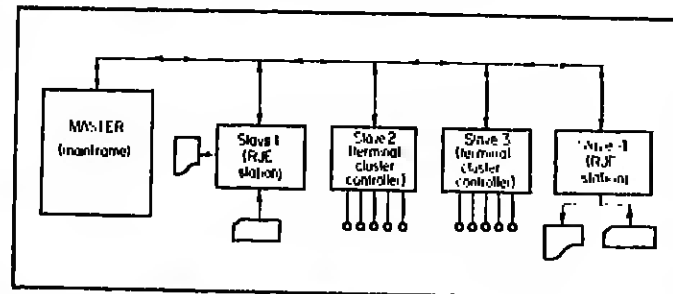 MASTER
(mainframe)
Slave 1
(RJE
station)
Slave 2
(terminal
cluster
controller)
Slave 3
(terminal
cluster
controller)
(RJE
station)